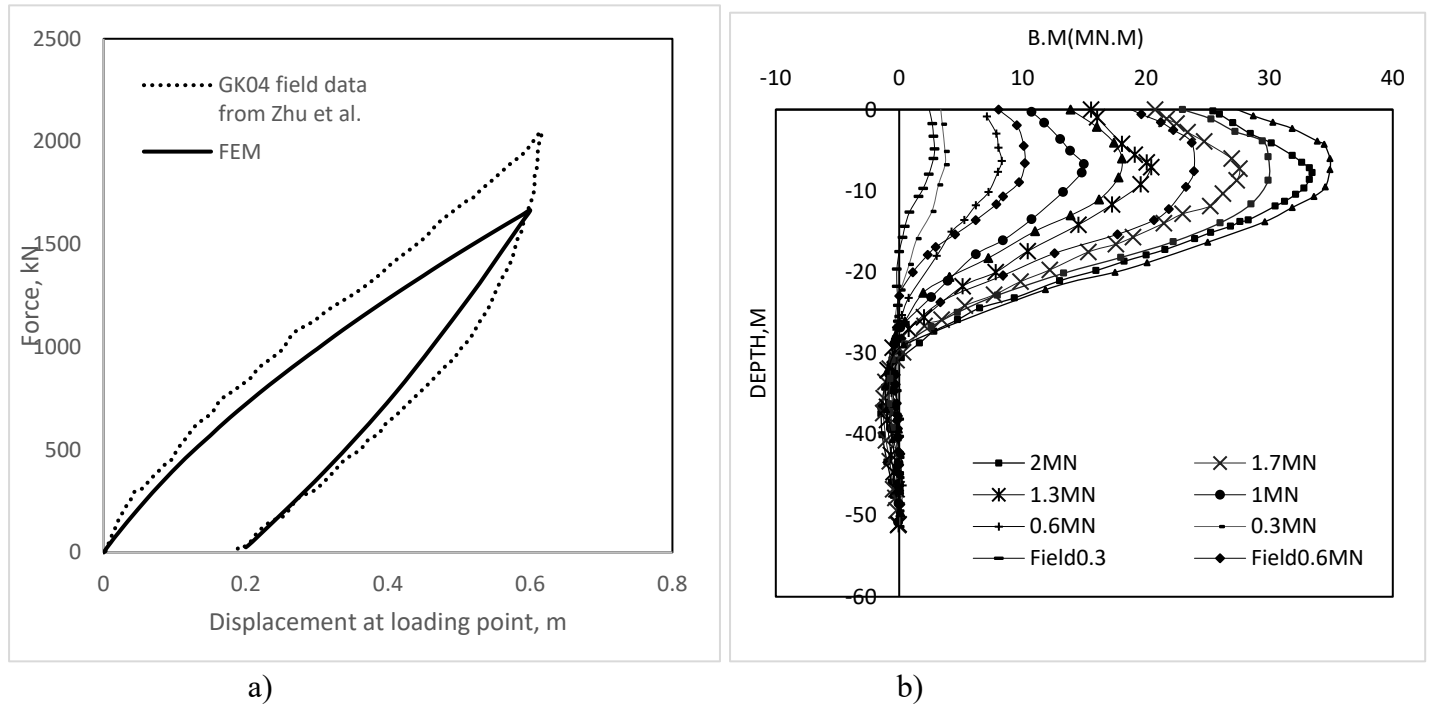 2500
2000
1500
1000
500
0
Force, kN
GK04 field data
from Zhu et al.
FEM
0 0.2 0.4 0.6 0.8
Displacement at loading point, m
a)
B.M(MN.M)
-10 0 10 20 30 40
0
-10
-20
-30
-40
-50
-60
DEPTH,M
2MN 1.7MN
1.3MN 1MN
0.6MN 0.3MN
Field0.3 Field0.6MN
b)